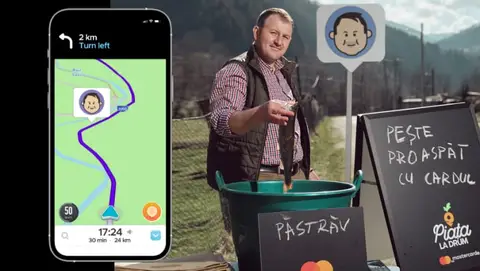 2 km
Turn left
50
17:24
30 min · 24 km
PEȘTE
PROASPĂT
CU CARDUL
PĂSTRĂV
Piața
LA DRUM
mastercard